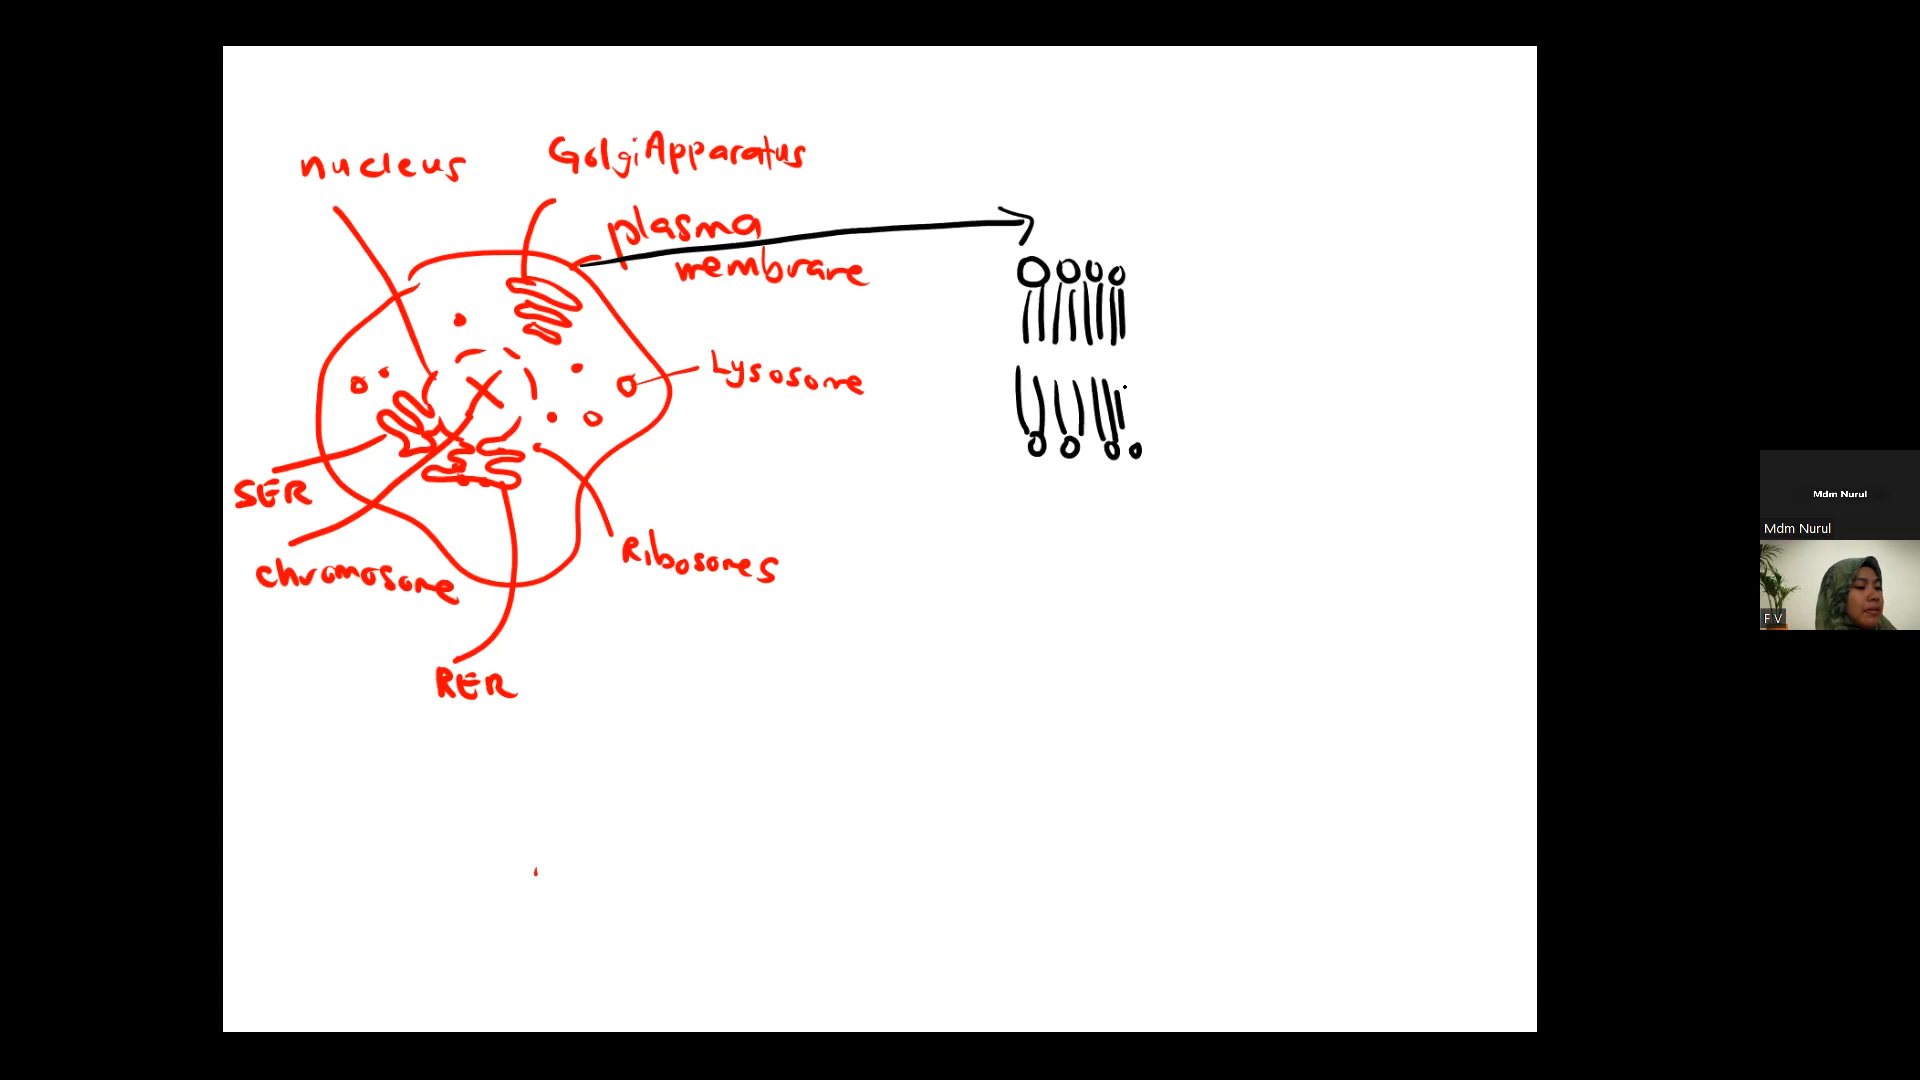 nucleus
Golgi Apparatus
plasma
membrane
Lysosome
SER
chromosome
Ribosomes
RER
Mdm Nurul
Mdm Nurul
F V